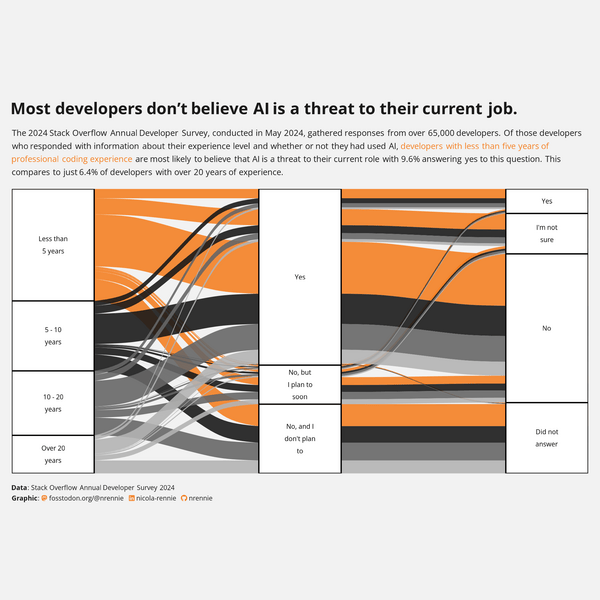 Most developers don't believe AI is a threat to their current job.
The 2024 Stack Overflow Annual Developer Survey, conducted in May 2024, gathered responses from over 65,000 developers. Of those developers
who responded with information about their experience level and whether or not they had used AI, developers with less than five years of
professional coding experience are most likely to believe that AI is a threat to their current role with 9.6% answering yes to this question. This
compares to just 6.4% of developers with over 20 years of experience.
Less than
5 years
5 - 10
years
10 - 20
years
Over 20
years
Yes
No, but
I plan to
soon
No, and I
don't plan
to
Yes
I'm not
sure
No
Did not
answer
Data: Stack Overflow Annual Developer Survey 2024
Graphic: fosstodon.org/@nrennie nicola-rennie nrennie